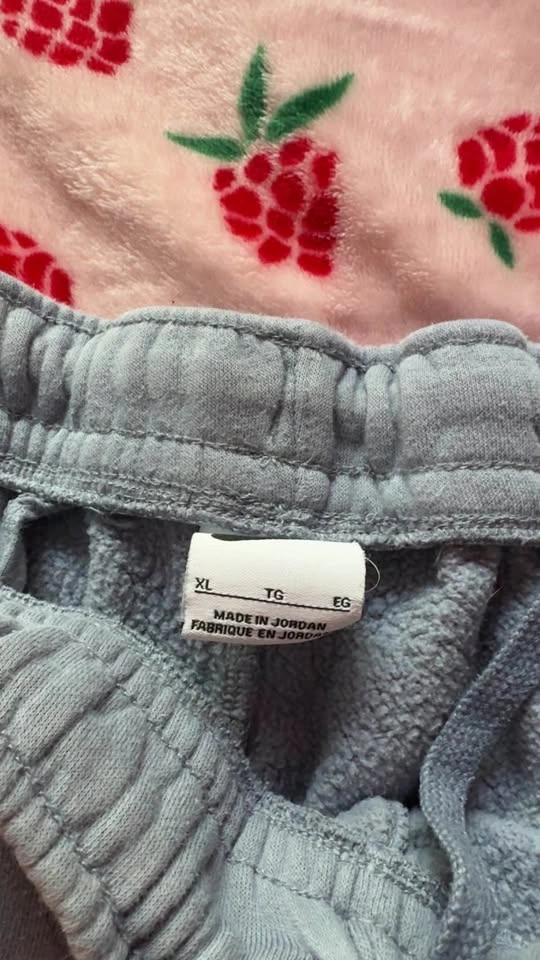 XL TG EG
MADE IN JORDAN
FABRIQUE EN JORDAN